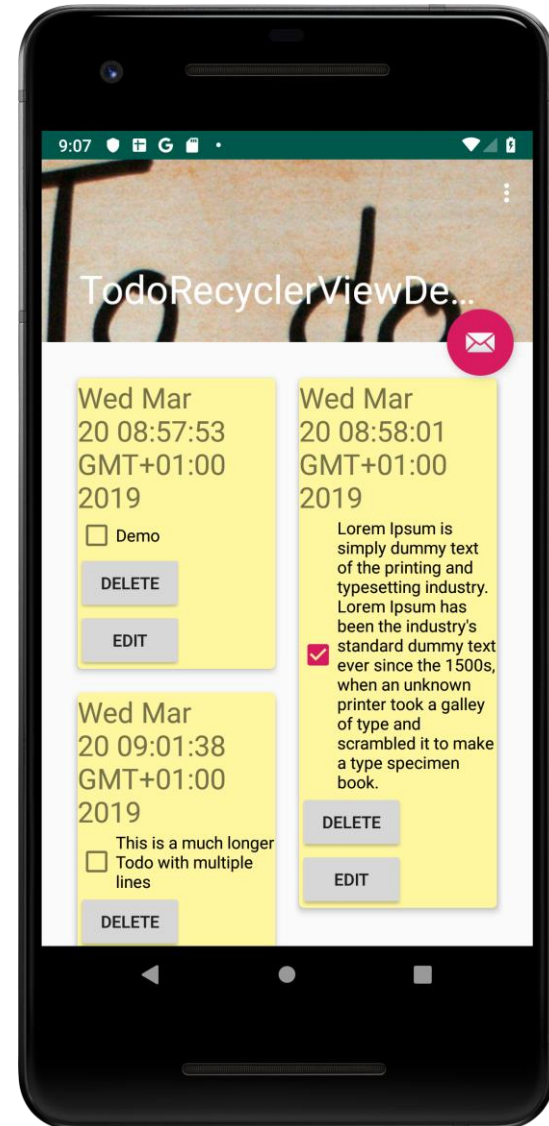 9:07
To do
TodoRecyclerViewDe...
Wed Mar
20 08:57:53
GMT+01:00
2019
Demo
DELETE
EDIT
Wed Mar
20 09:01:38
GMT+01:00
2019
This is a much longer
Todo with multiple
lines
DELETE
Wed Mar
20 08:58:01
GMT+01:00
2019
Lorem Ipsum is
simply dummy text
of the printing and
typesetting industry.
Lorem Ipsum has
been the industry's
standard dummy text
ever since the 1500s,
when an unknown
printer took a galley
of type and
scrambled it to make
a type specimen
book.
DELETE
EDIT